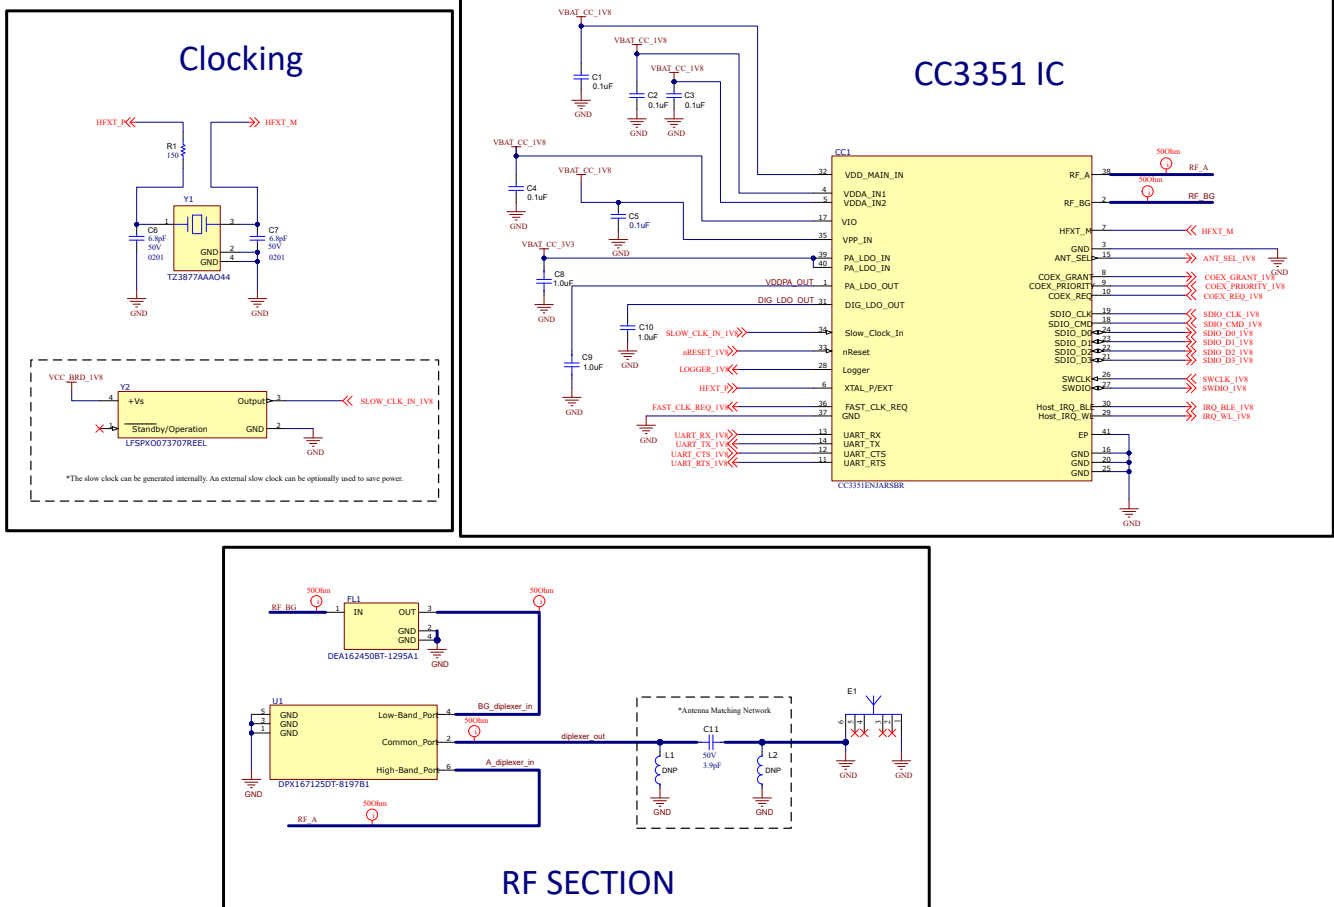 Clocking
HFXT_P
HFXT_M
R1
150
Y1
1
3
GND 2
GND 4
C6
6.8pF
50V
0201
C7
6.8pF
50V
0201
TZ3877AAAO44
GND
GND
VCC_BRD_1V8
Y2
4
+Vs
Output
3
SLOW_CLK_IN_1V8
1
Standby/Operation
GND
2
LFSPXO073707REEL
GND
*The slow clock can be generated internally. An external slow clock can be optionally used to save power.
CC3351 IC
VBAT_CC_1V8
VBAT_CC_1V8
VBAT_CC_1V8
C1
0.1uF
GND
C2
0.1uF
GND
C3
0.1uF
GND
VBAT_CC_1V8
C4
0.1uF
GND
VBAT_CC_1V8
C5
0.1uF
GND
VBAT_CC_3V3
C8
1.0uF
GND
C10
1.0uF
GND
C9
1.0uF
GND
CC1
32 VDD_MAIN_IN
4 VDDA_IN1
5 VDDA_IN2
17 VIO
35 VPP_IN
39 PA_LDO_IN
40 PA_LDO_IN
VDDPA_OUT 1 PA_LDO_OUT
DIG_LDO_OUT 31 DIG_LDO_OUT
SLOW_CLK_IN_1V8 34 Slow_Clock_In
nRESET_1V8 33 nReset
LOGGER_1V8 28 Logger
HFXT_P 6 XTAL_P/EXT
FAST_CLK_REQ_1V8 36 FAST_CLK_REQ
37 GND
GND
UART_RX_1V8 13 UART_RX
UART_TX_1V8 14 UART_TX
UART_CTS_1V8 12 UART_CTS
UART_RTS_1V8 11 UART_RTS
CC3351ENJARSBR
50Ohm
RF_A 38 RF_A
50Ohm
RF_BG 2 RF_BG
HFXT_M 7 HFXT_M
GND 3
GND
ANT_SEL 15 ANT_SEL_1V8
COEX_GRANT 8 COEX_GRANT_1V8
COEX_PRIORITY 9 COEX_PRIORITY_1V8
COEX_REQ 10 COEX_REQ_1V8
SDIO_CLK 19 SDIO_CLK_1V8
SDIO_CMD 18 SDIO_CMD_1V8
SDIO_D0 24 SDIO_D0_1V8
SDIO_D1 23 SDIO_D1_1V8
SDIO_D2 22 SDIO_D2_1V8
SDIO_D3 21 SDIO_D3_1V8
SWCLK 26 SWCLK_1V8
SWDIO 27 SWDIO_1V8
Host_IRQ_BLE 30 IRQ_BLE_1V8
Host_IRQ_WL 29 IRQ_WL_1V8
EP 41
GND 16
GND 20
GND 25
GND
50Ohm
RF_BG
FL1
1 IN
OUT 3
GND 2
GND 4
DEA162450BT-1295A1
GND
50Ohm
U1
5 GND
3 GND
1 GND
GND
Low-Band_Port 4 BG_diplexer_in
50Ohm
Common_Port 2
diplexer_out
High-Band_Port 6 A_diplexer_in
DPX167125DT-8197B1
50Ohm
RF_A
*Antenna Matching Network
C11
50V
3.9pF
L1
DNP
GND
L2
DNP
GND
E1
6 5 4 3 2 1
GND
GND
RF SECTION